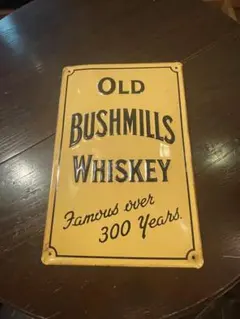 OLD
BUSHMILLS
WHISKEY
Famous over
300 Years.